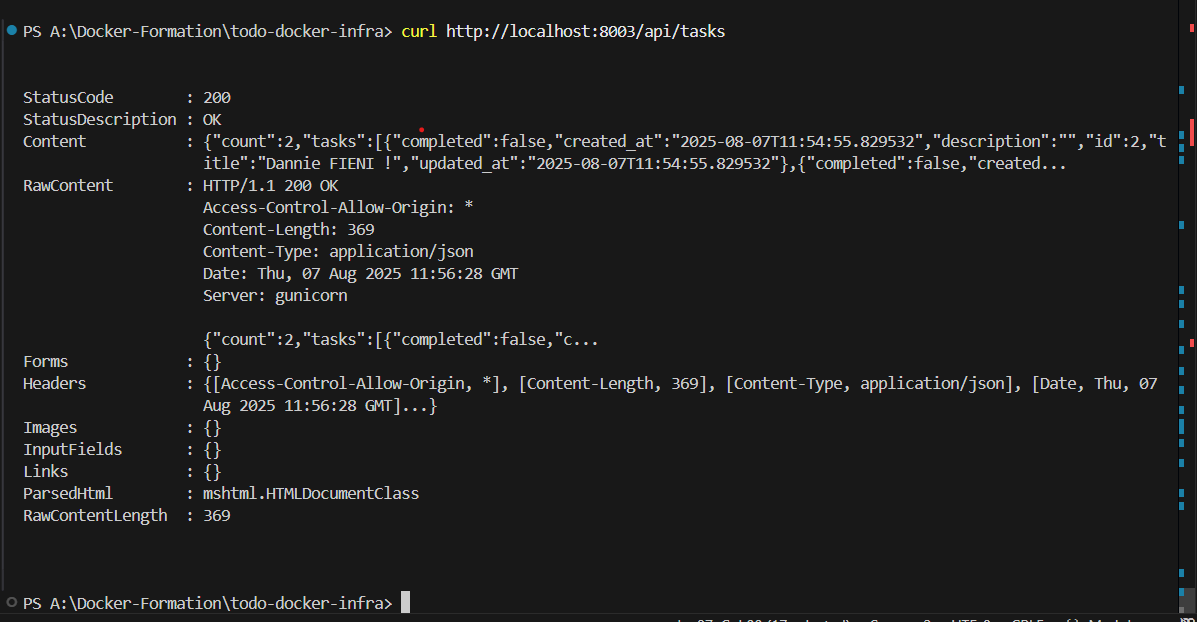 PS A:\Docker-Formation\todo-docker-infra> curl http://localhost:8003/api/tasks
StatusCode        : 200
StatusDescription : OK
Content           : {"count":2,"tasks":[{"completed":false,"created_at":"2025-08-07T11:54:55.829532","description":"","id":2,"t
                    itle":"Dannie FIENI !","updated_at":"2025-08-07T11:54:55.829532"},{"completed":false,"created...
RawContent        : HTTP/1.1 200 OK
                    Access-Control-Allow-Origin: *
                    Content-Length: 369
                    Content-Type: application/json
                    Date: Thu, 07 Aug 2025 11:56:28 GMT
                    Server: gunicorn
                    {"count":2,"tasks":[{"completed":false,"c...
Forms             : {}
Headers           : {[Access-Control-Allow-Origin, *], [Content-Length, 369], [Content-Type, application/json], [Date, Thu, 07
                    Aug 2025 11:56:28 GMT]...}
Images            : {}
InputFields       : {}
Links             : {}
ParsedHtml        : mshtml.HTMLDocumentClass
RawContentLength  : 369
PS A:\Docker-Formation\todo-docker-infra>